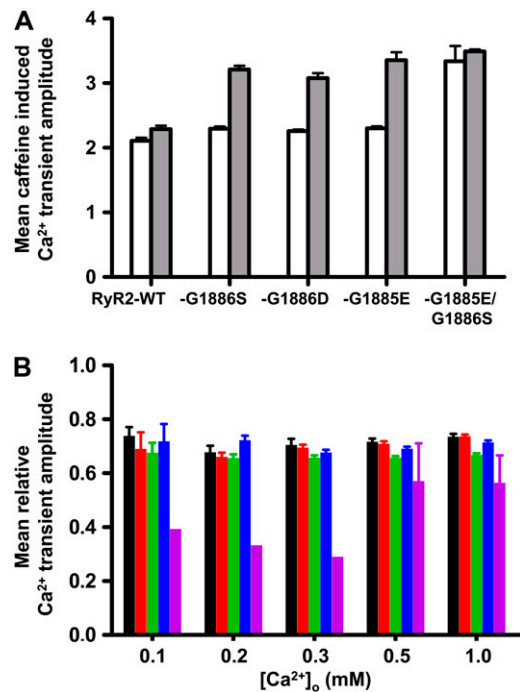 A
Mean caffeine induced
Ca²⁺ transient amplitude
4
3
2
1
0
RyR2-WT -G1886S -G1886D -G1885E -G1885E/
G1886S
B
Mean relative
Ca²⁺ transient amplitude
1.0
0.8
0.6
0.4
0.2
0.0
0.1 0.2 0.3 0.5 1.0
[Ca²⁺]ₒ (mM)